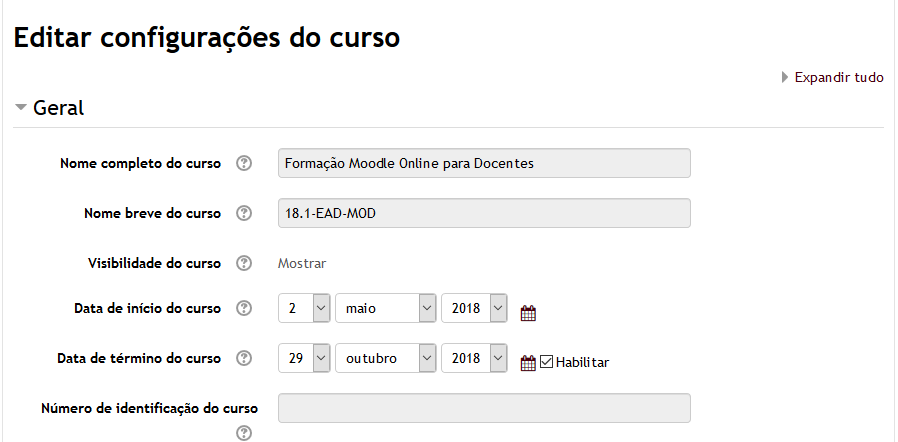 Editar configurações do curso
Expandir tudo
Geral
Nome completo do curso Formação Moodle Online para Docentes
Nome breve do curso 18.1-EAD-MOD
Visibilidade do curso Mostrar
Data de início do curso 2 maio 2018
Data de término do curso 29 outubro 2018 Habilitar
Número de identificação do curso